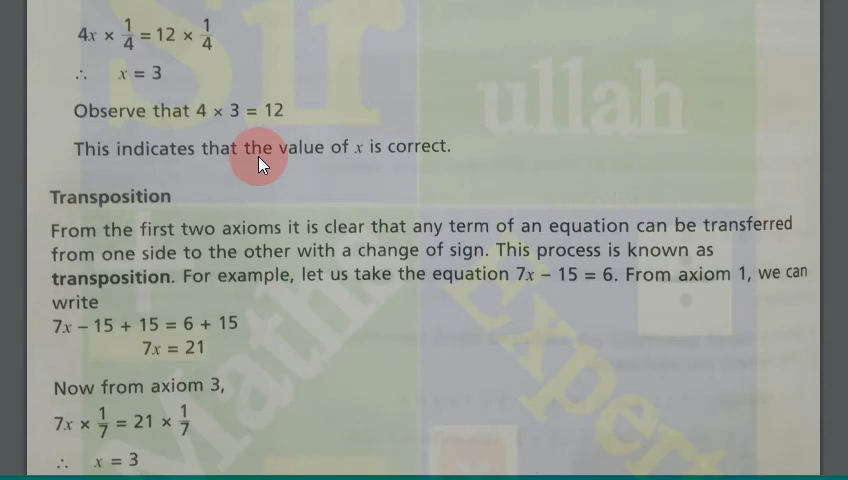 4x × 1/4 = 12 × 1/4
∴ x = 3
Observe that 4 × 3 = 12
This indicates that the value of x is correct.
Transposition
From the first two axioms it is clear that any term of an equation can be transferred
from one side to the other with a change of sign. This process is known as
transposition. For example, let us take the equation 7x − 15 = 6. From axiom 1, we can
write
7x − 15 + 15 = 6 + 15
7x = 21
Now from axiom 3,
7x × 1/7 = 21 × 1/7
∴ x = 3
Sir
ullah
Maths
Expert